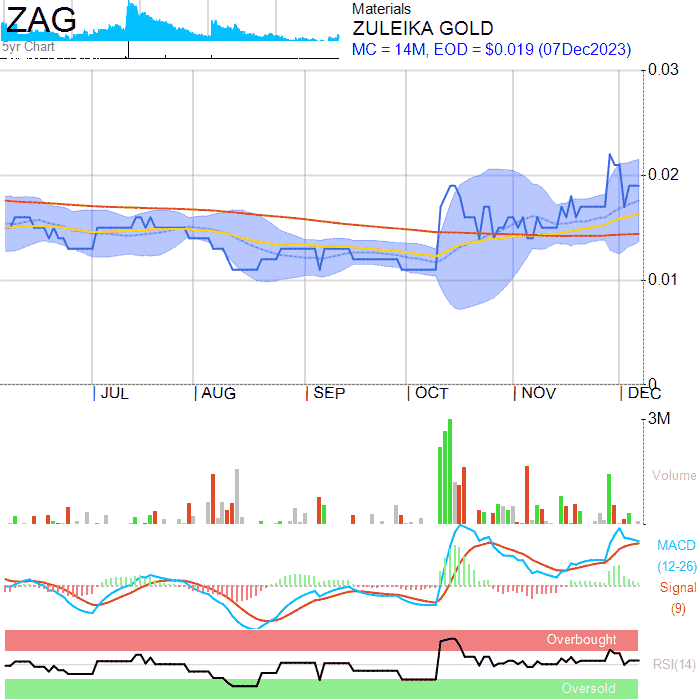 ZAG
5yr Chart
Materials
ZULEIKA GOLD
MC = 14M, EOD = $0.019 (07Dec2023)
0.03
0.02
0.01
0
JUL AUG SEP OCT NOV DEC
3M
Volume
MACD
(12-26)
Signal
(9)
Overbought
RSI(14)
Oversold